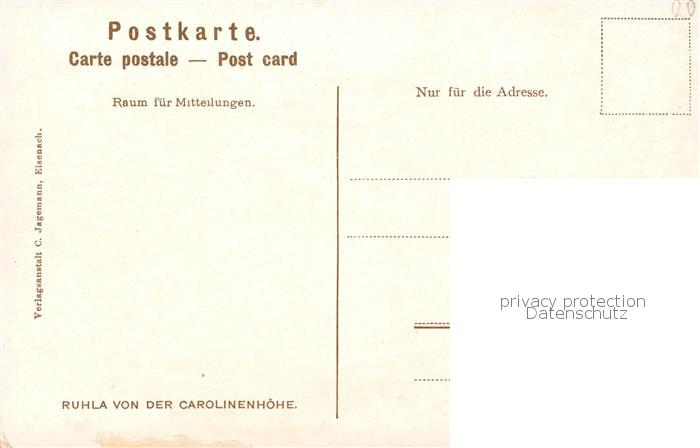 Postkarte.
Carte postale — Post card
Raum für Mitteilungen.
Nur für die Adresse.
Verlagsanstalt C. Jagemann, Eisenach.
privacy protection
Datenschutz
RUHLA VON DER CAROLINENHÖHE.